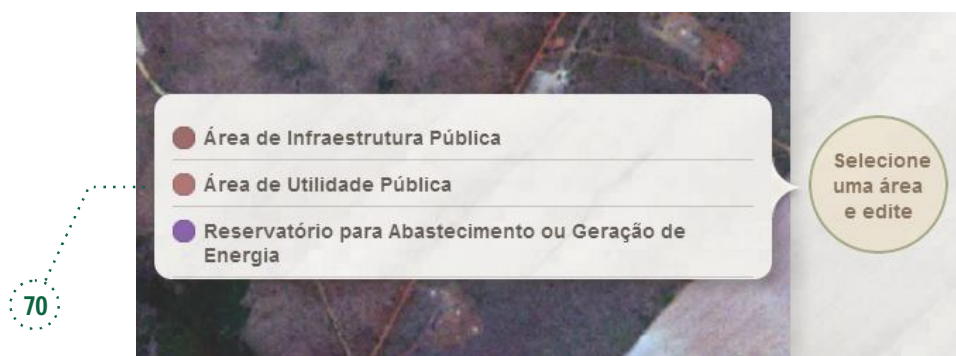 Área de Infraestrutura Pública
Área de Utilidade Pública
Reservatório para Abastecimento ou Geração de
Energia
Selecione
uma área
e edite
70